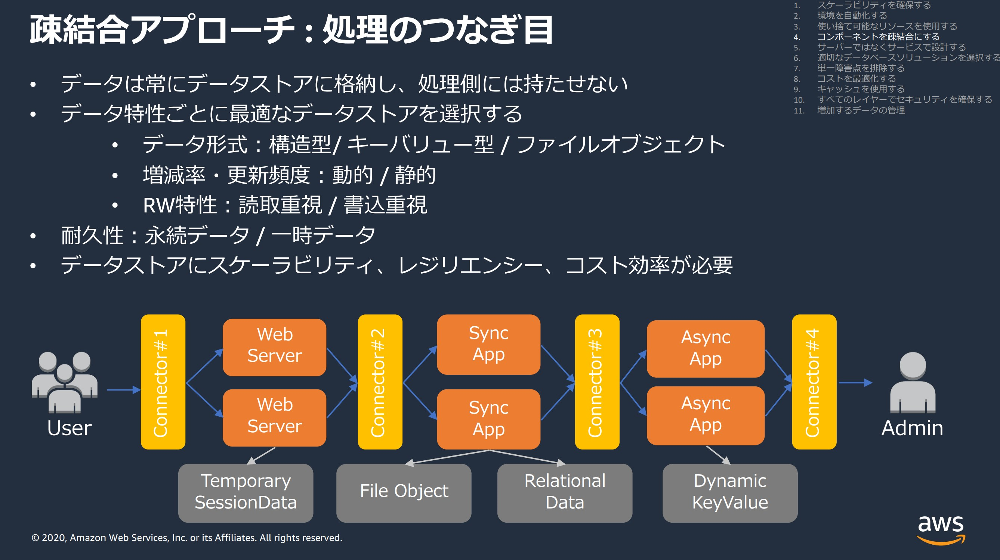 疎結合アプローチ：処理のつなぎ目
1. スケーラビリティを確保する
2. 環境を自動化する
3. 使い捨て可能なリソースを使用する
4. コンポーネントを疎結合にする
5. サーバーではなくサービスで設計する
6. 適切なデータベースソリューションを選択する
7. 単一障害点を排除する
8. コストを最適化する
9. キャッシュを使用する
10. すべてのレイヤーでセキュリティを確保する
11. 増加するデータの管理
• データは常にデータストアに格納し、処理側には持たせない
• データ特性ごとに最適なデータストアを選択する
• データ形式：構造型/ キーバリュー型 / ファイルオブジェクト
• 増減率・更新頻度：動的 / 静的
• RW特性：読取重視 / 書込重視
• 耐久性：永続データ / 一時データ
• データストアにスケーラビリティ、レジリエンシー、コスト効率が必要
User
Connector#1
Web
Server
Web
Server
Connector#2
Sync
App
Sync
App
Connector#3
Async
App
Async
App
Connector#4
Admin
Temporary
SessionData
File Object
Relational
Data
Dynamic
KeyValue
© 2020, Amazon Web Services, Inc. or its Affiliates. All rights reserved.
aws